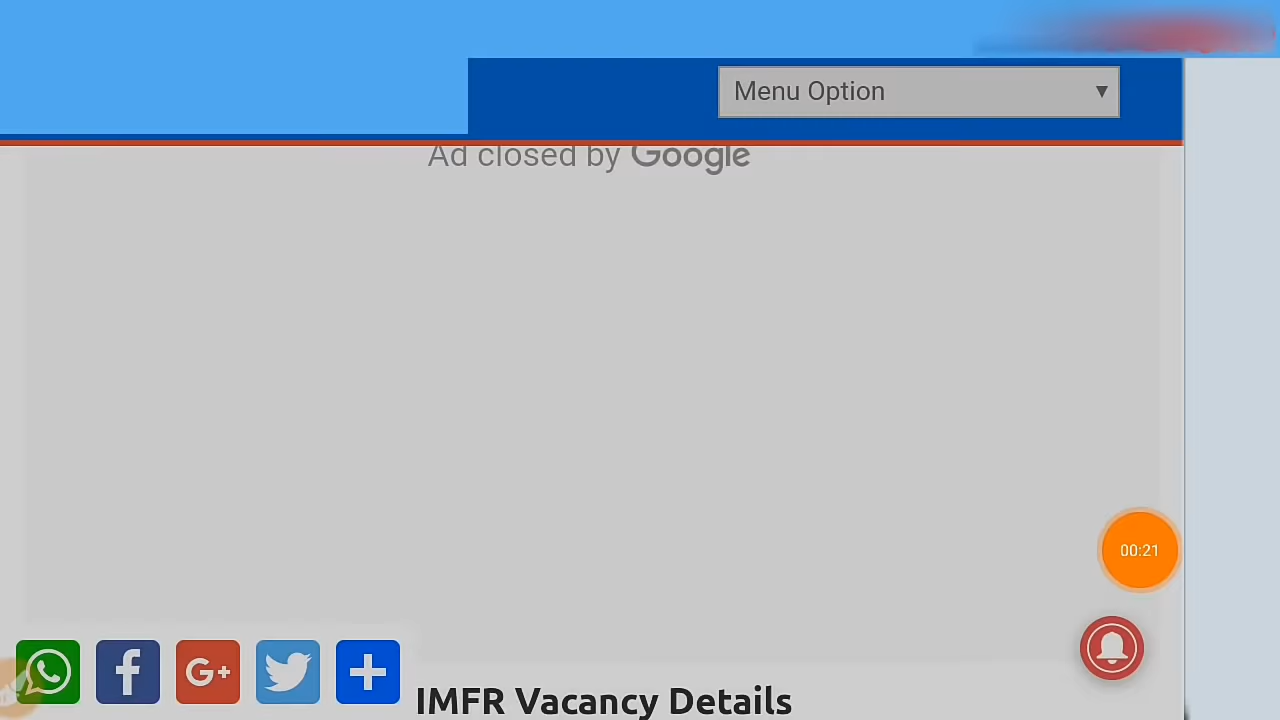 Menu Option
Ad closed by Google
00:21
G+
IMFR Vacancy Details